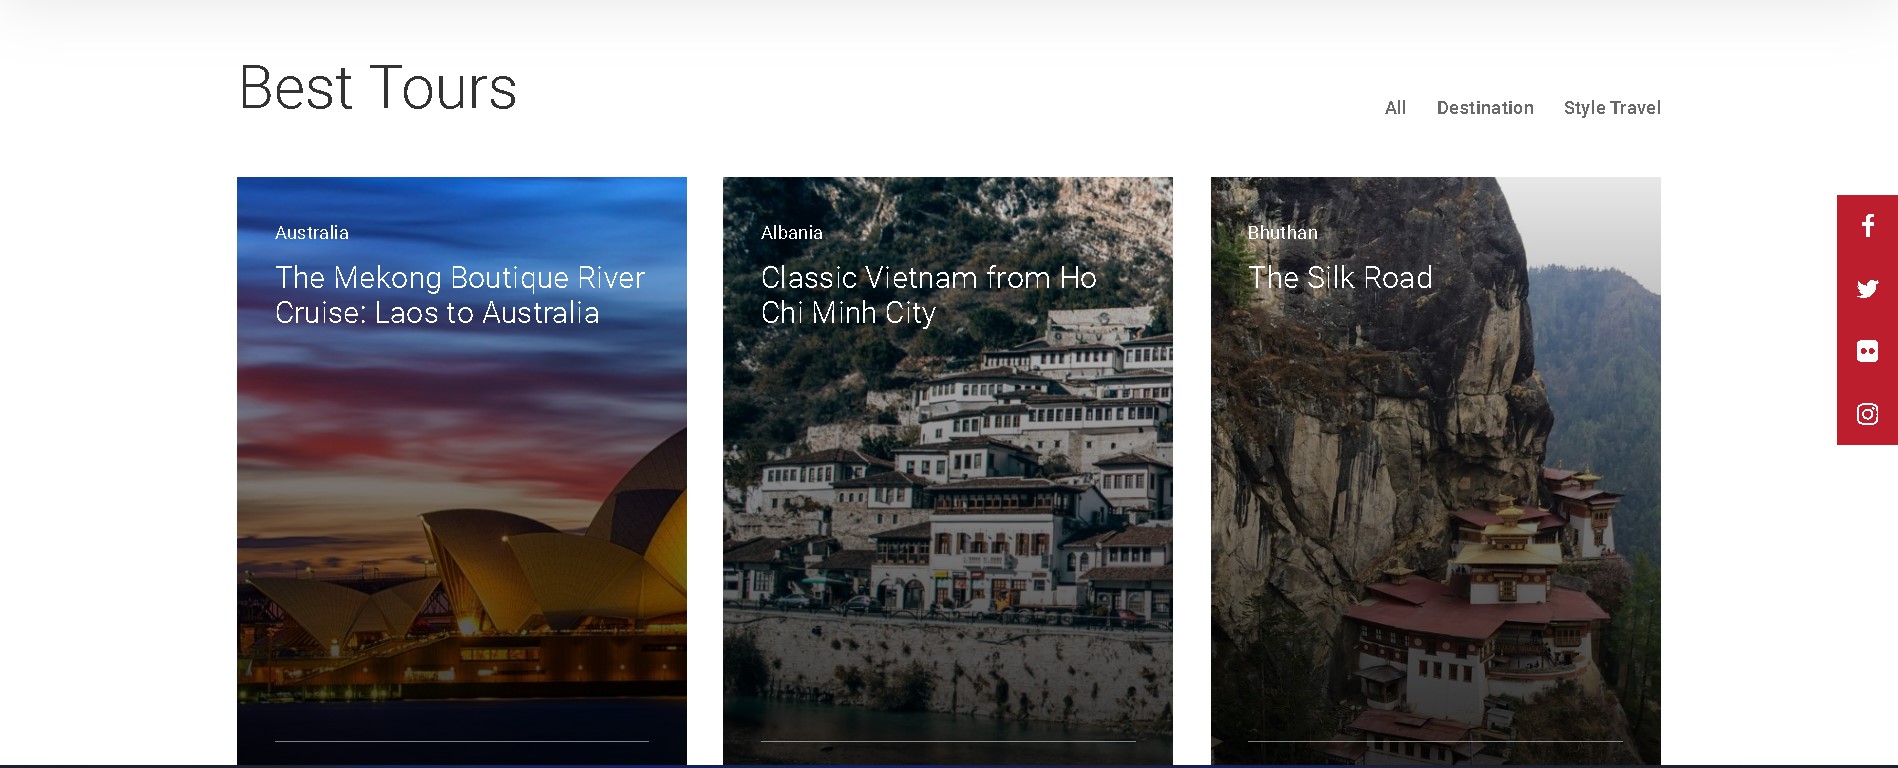 Best Tours
All
Destination
Style Travel
Australia
The Mekong Boutique River
Cruise: Laos to Australia
Albania
Classic Vietnam from Ho
Chi Minh City
Bhuthan
The Silk Road